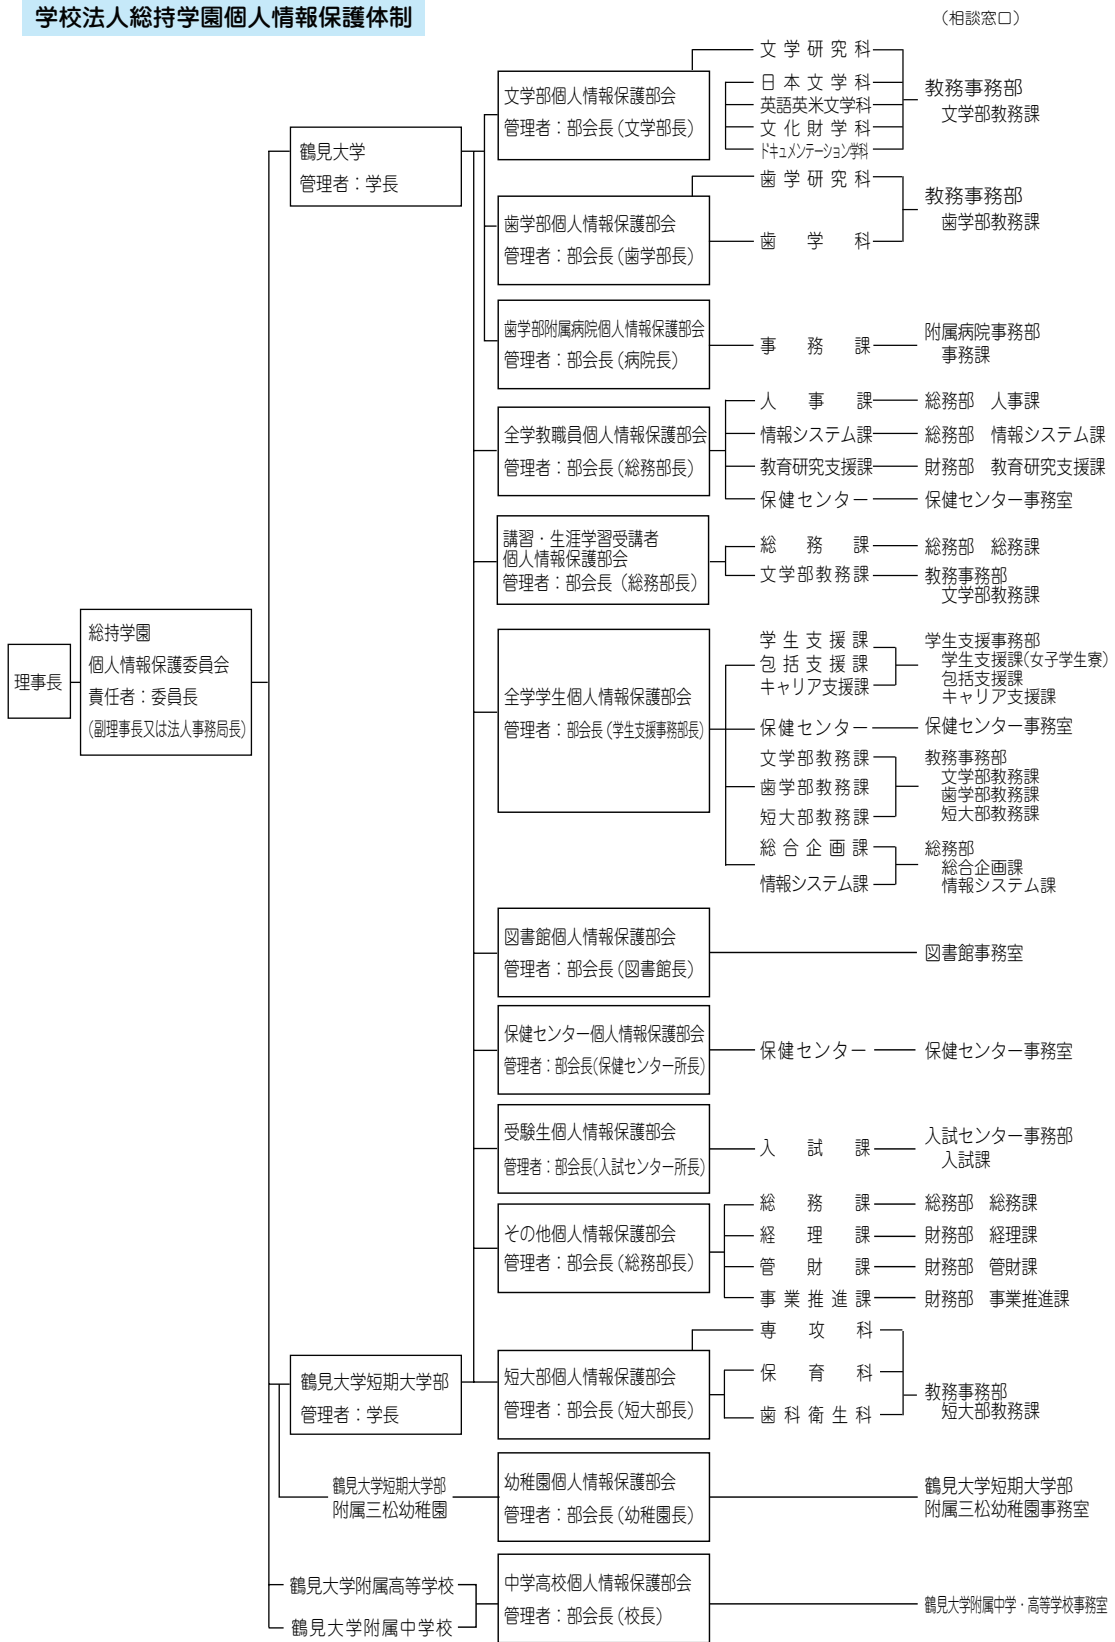 学校法人総持学園個人情報保護体制
（相談窓口）
理事長
総持学園
個人情報保護委員会
責任者：委員長
(副理事長又は法人事務局長)
鶴見大学
管理者：学長
文学部個人情報保護部会
管理者：部会長(文学部長)
文学研究科
日本文学科
英語英米文学科
文化財学科
ドキュメンテーション学科
教務事務部
文学部教務課
歯学部個人情報保護部会
管理者：部会長(歯学部長)
歯学研究科
歯学科
教務事務部
歯学部教務課
歯学部附属病院個人情報保護部会
管理者：部会長(病院長)
事務課
附属病院事務部
事務課
全学教職員個人情報保護部会
管理者：部会長(総務部長)
人事課
総務部　人事課
情報システム課
総務部　情報システム課
教育研究支援課
財務部　教育研究支援課
保健センター
保健センター事務室
講習・生涯学習受講者
個人情報保護部会
管理者：部会長（総務部長）
総務課
総務部　総務課
文学部教務課
教務事務部
文学部教務課
全学学生個人情報保護部会
管理者：部会長(学生支援事務部長)
学生支援課
包括支援課
キャリア支援課
学生支援事務部
学生支援課(女子学生寮)
包括支援課
キャリア支援課
保健センター
保健センター事務室
文学部教務課
歯学部教務課
短大部教務課
教務事務部
文学部教務課
歯学部教務課
短大部教務課
総合企画課
情報システム課
総務部
総合企画課
情報システム課
図書館個人情報保護部会
管理者：部会長(図書館長)
図書館事務室
保健センター個人情報保護部会
管理者：部会長(保健センター所長)
保健センター
保健センター事務室
受験生個人情報保護部会
管理者：部会長(入試センター所長)
入試課
入試センター事務部
入試課
その他個人情報保護部会
管理者：部会長(総務部長)
総務課
総務部　総務課
経理課
財務部　経理課
管財課
財務部　管財課
事業推進課
財務部　事業推進課
鶴見大学短期大学部
管理者：学長
短大部個人情報保護部会
管理者：部会長(短大部長)
専攻科
保育科
歯科衛生科
教務事務部
短大部教務課
鶴見大学短期大学部
附属三松幼稚園
幼稚園個人情報保護部会
管理者：部会長(幼稚園長)
鶴見大学短期大学部
附属三松幼稚園事務室
鶴見大学附属高等学校
鶴見大学附属中学校
中学高校個人情報保護部会
管理者：部会長(校長)
鶴見大学附属中学・高等学校事務室